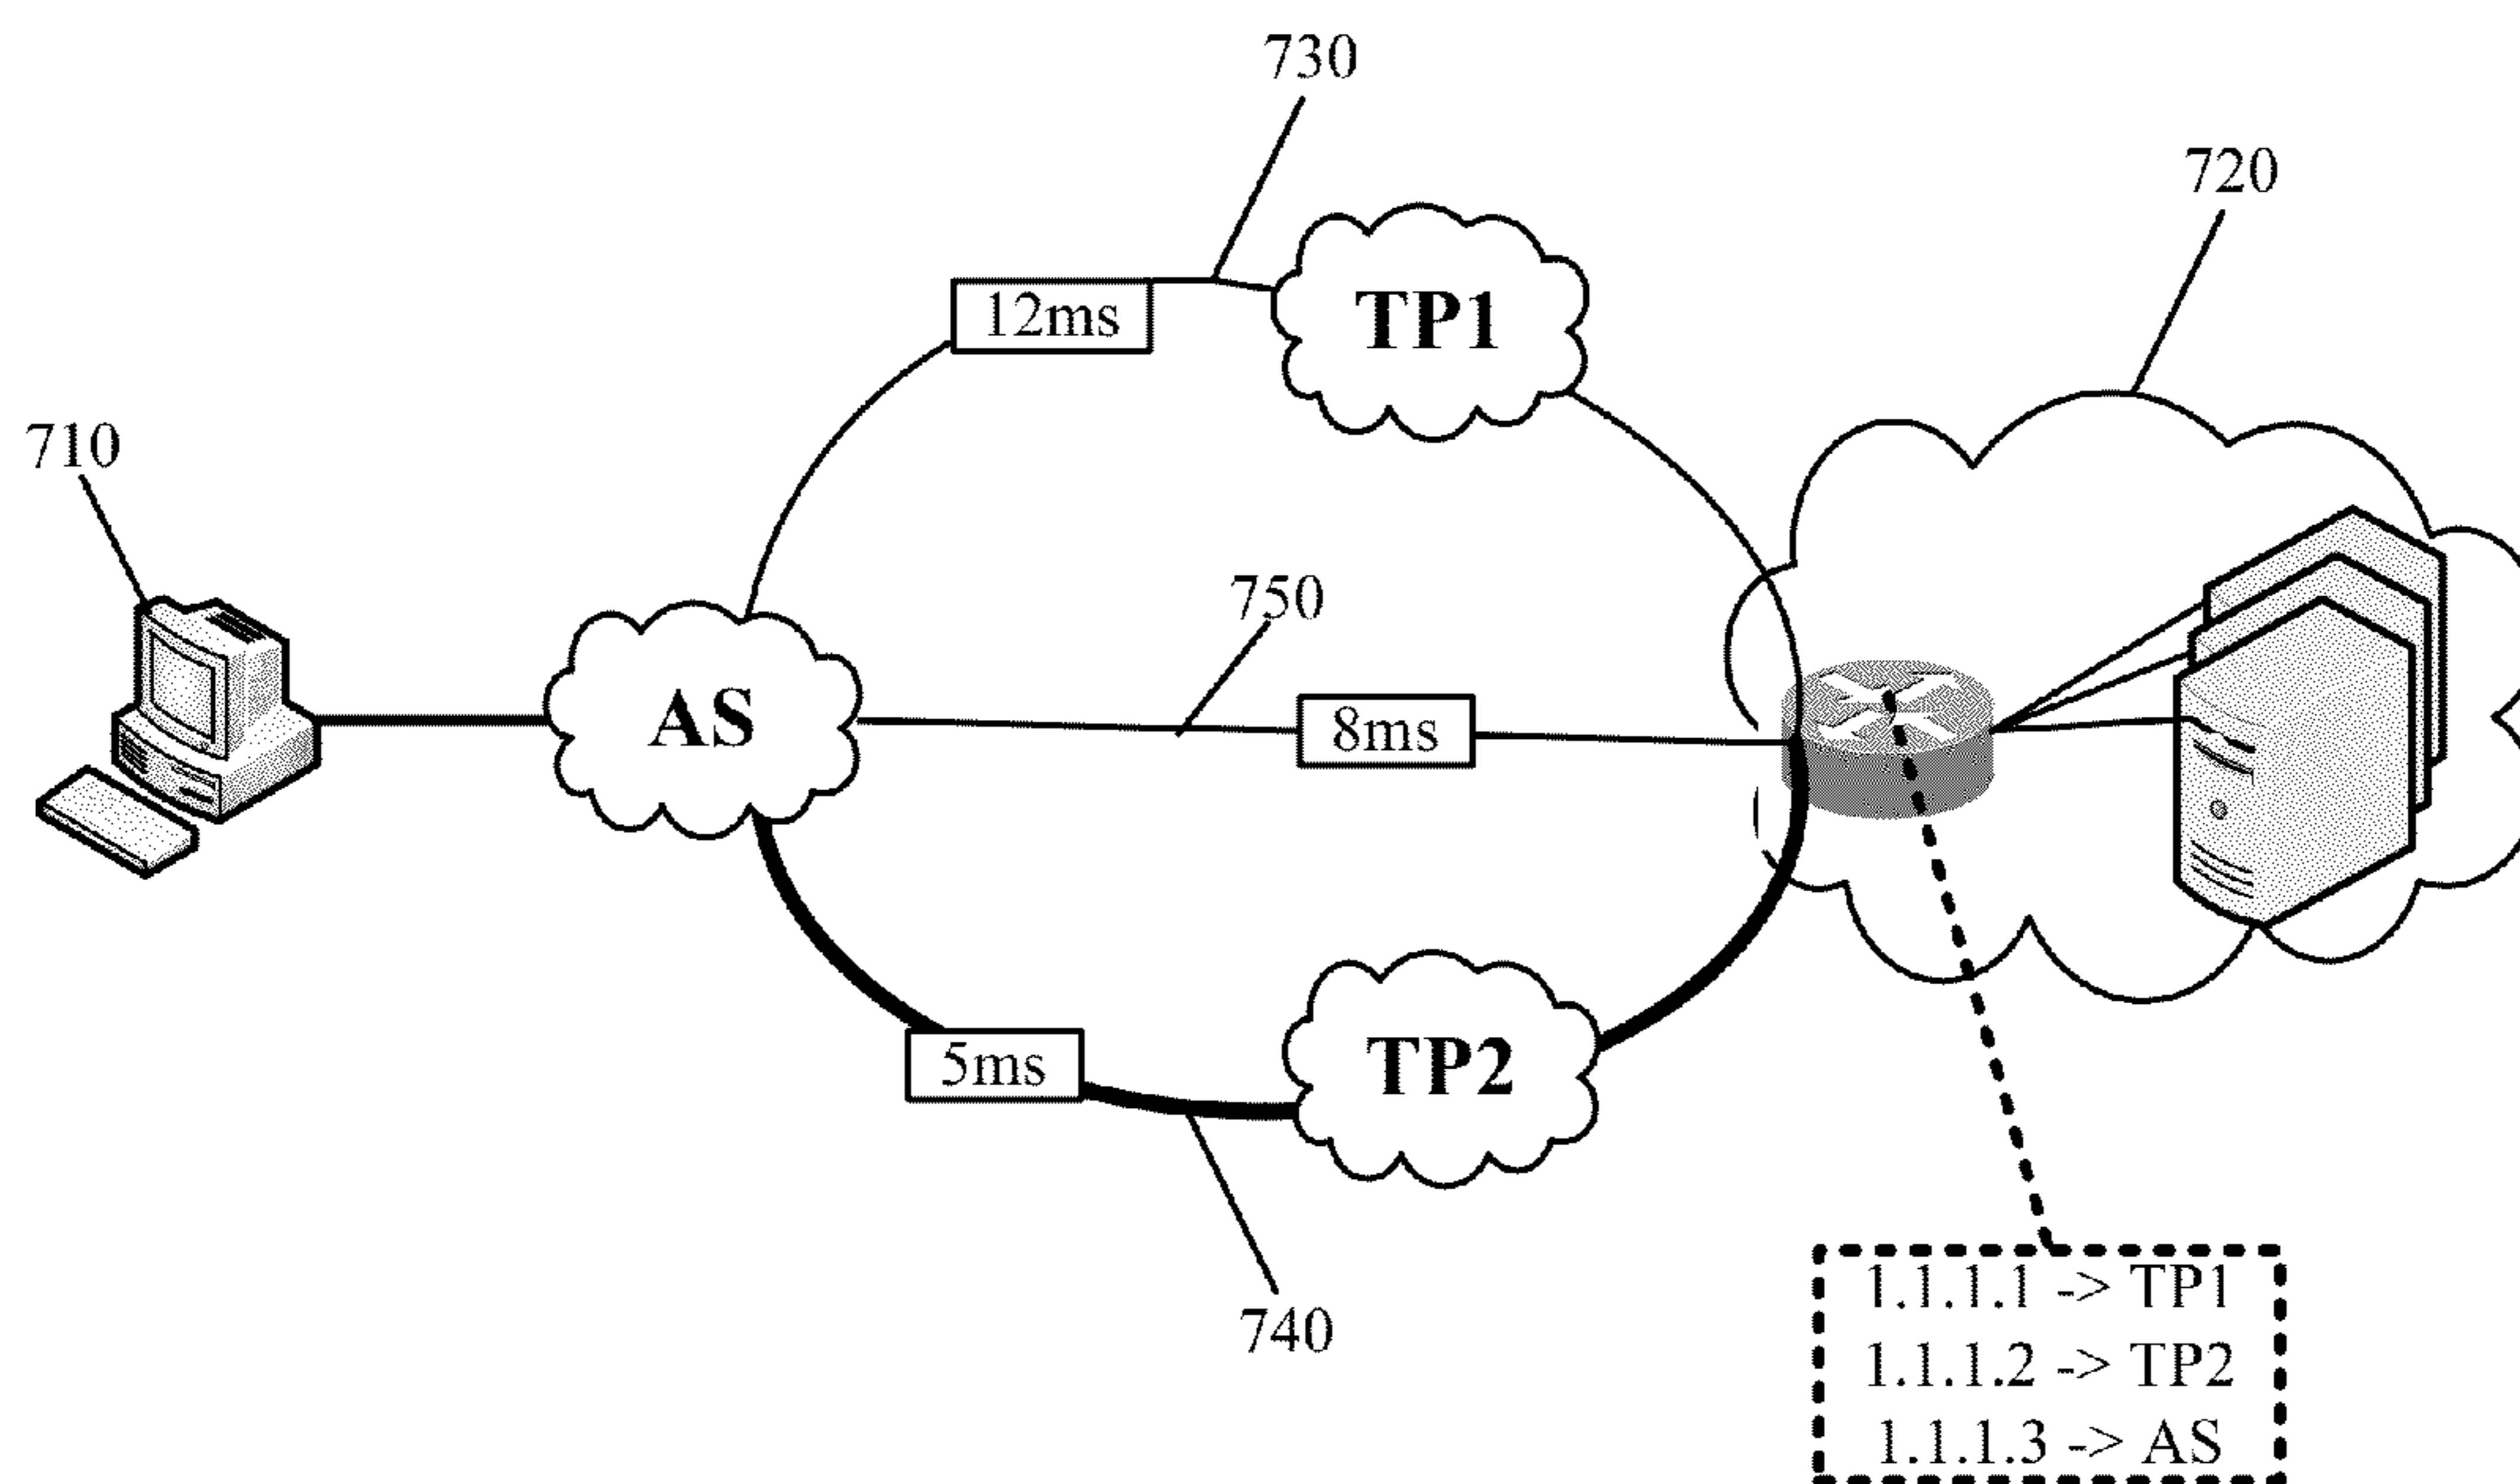 730
720
12ms
TP1
710
750
AS
8ms
5ms
TP2
740
1.1.1.1 -> TP1
1.1.1.2 -> TP2
1.1.1.3 -> AS